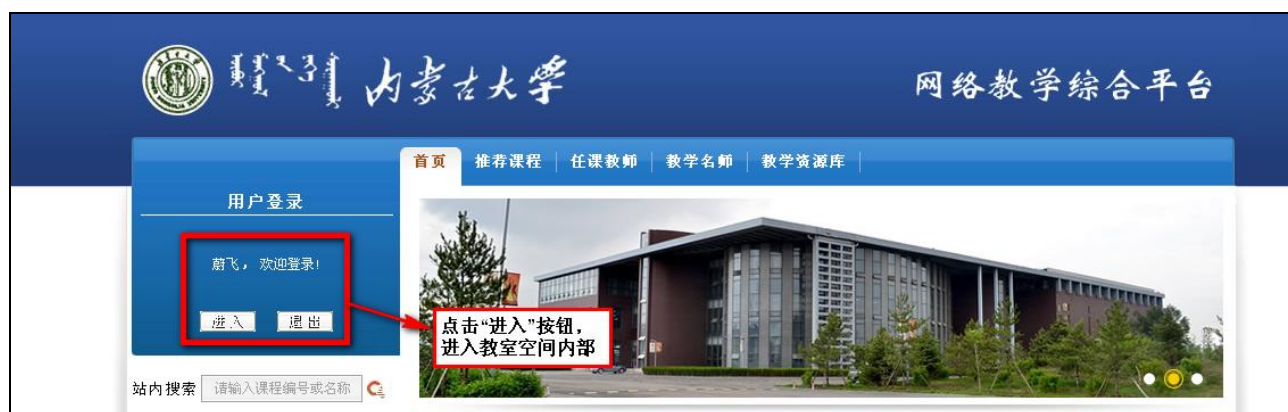 内蒙古大学
网络教学综合平台
首页 推荐课程 任课教师 教学名师 教学资源库
用户登录
蔚飞，欢迎登录!
进入 退出
点击“进入”按钮，
进入教室空间内部
站内搜索 请输入课程编号或名称